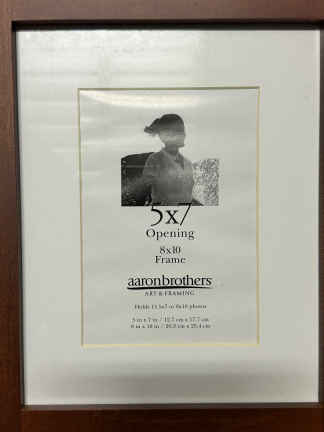 5x7
Opening
8x10
Frame
aaronbrothers
ART & FRAMING
Holds 1 5x7 or 8x10 photos
5 in x 7 in / 12.7 cm x 17.7 cm
8 in x 10 in / 20.3 cm x 25.4 cm